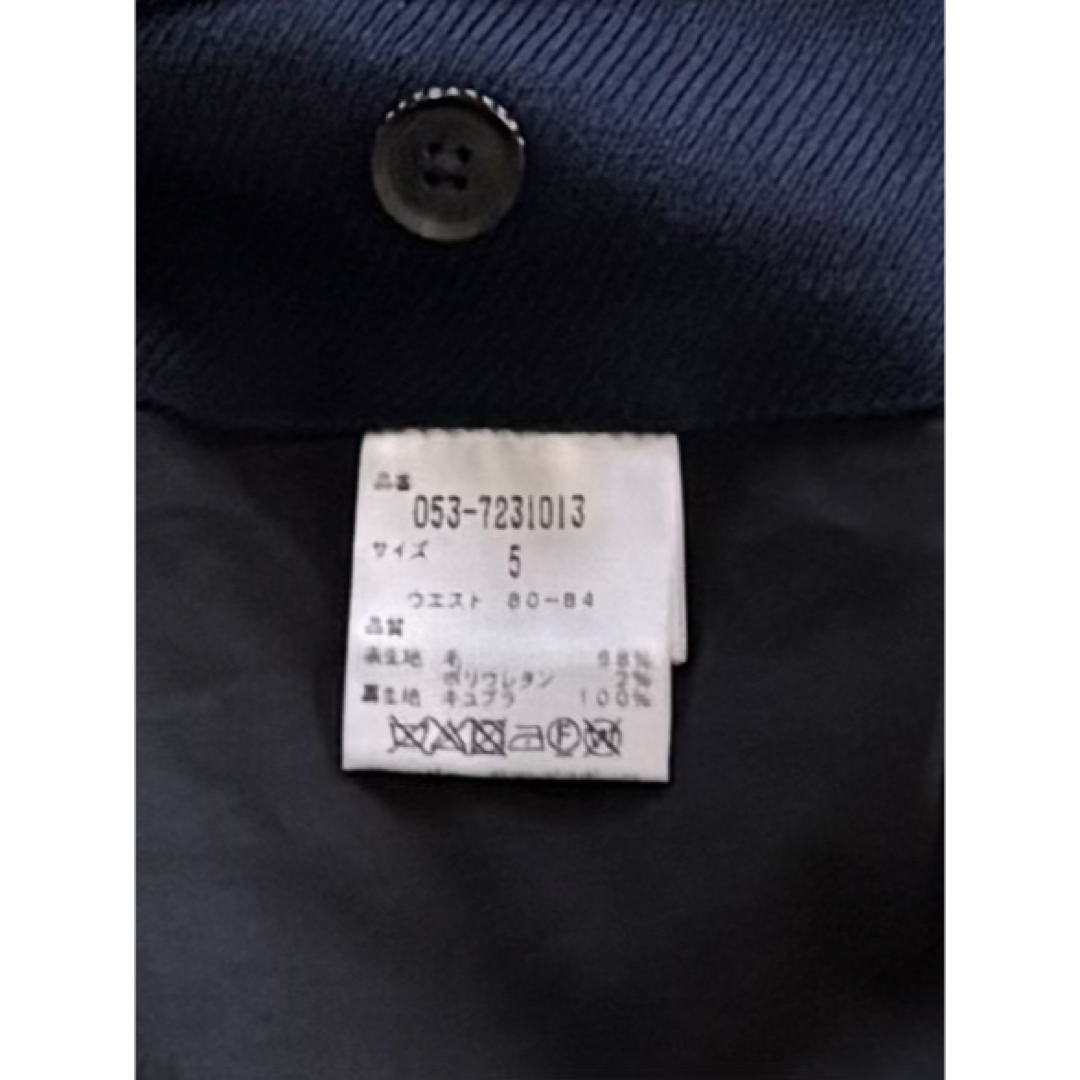 品番
053-7231013
サイズ 5
ウエスト 80-84
品質
表生地 毛 98%
ポリウレタン 2%
裏生地 キュプラ 100%